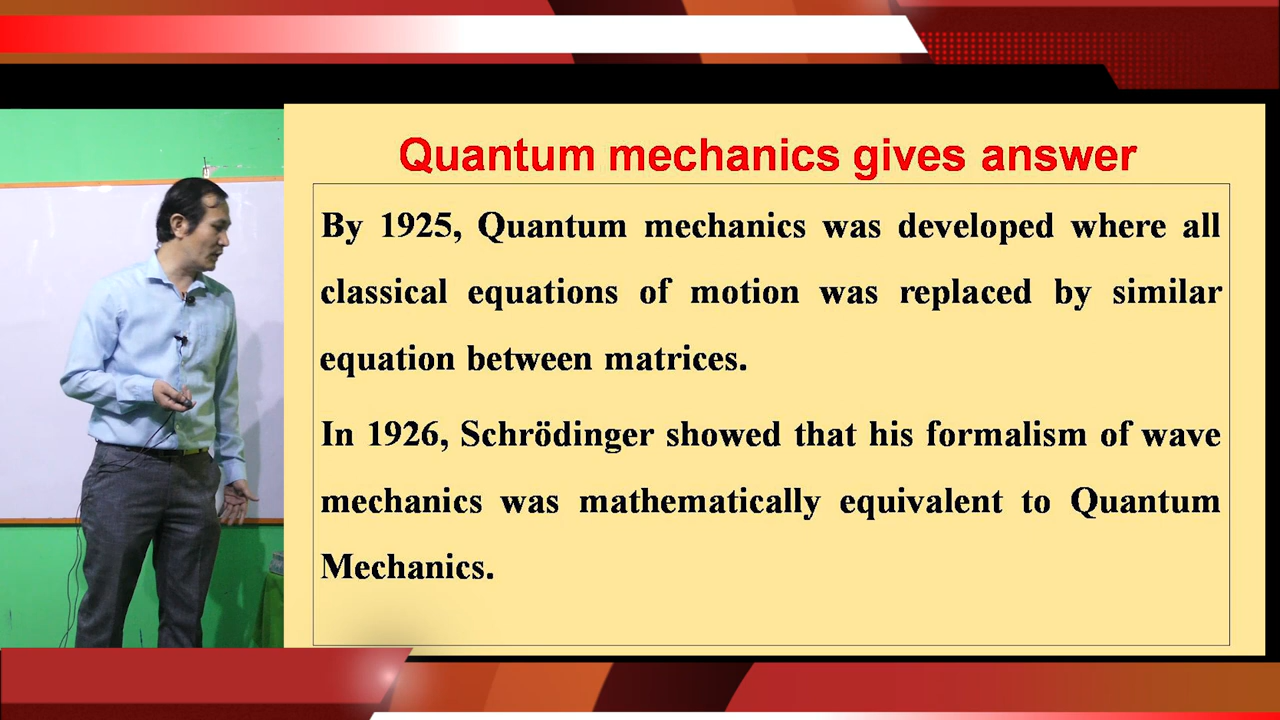 Quantum mechanics gives answer
By 1925, Quantum mechanics was developed where all
classical equations of motion was replaced by similar
equation between matrices.
In 1926, Schrödinger showed that his formalism of wave
mechanics was mathematically equivalent to Quantum
Mechanics.